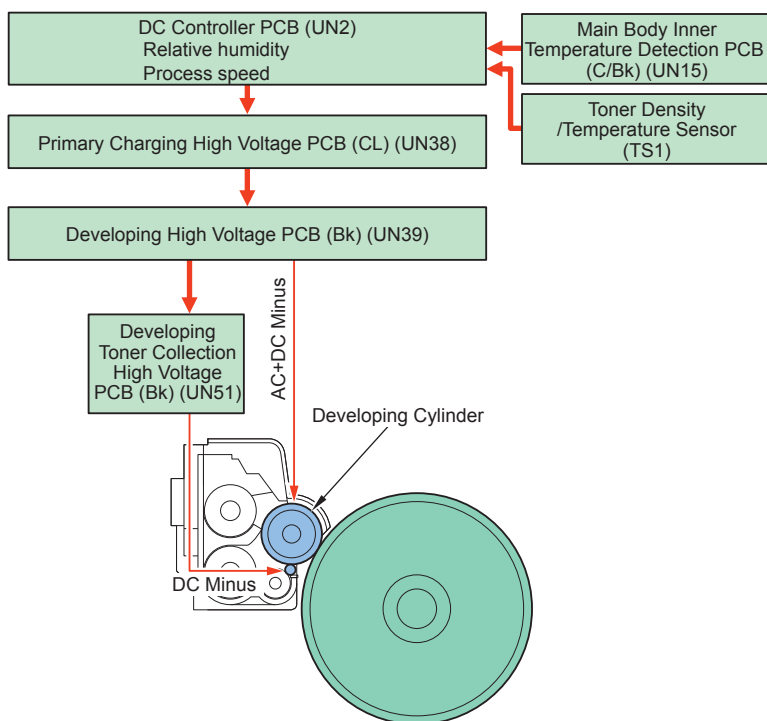 DC Controller PCB (UN2)
Relative humidity
Process speed
Main Body Inner
Temperature Detection PCB
(C/Bk) (UN15)
Toner Density
/Temperature Sensor
(TS1)
Primary Charging High Voltage PCB (CL) (UN38)
Developing High Voltage PCB (Bk) (UN39)
Developing
Toner Collection
High Voltage
PCB (Bk) (UN51)
AC+DC Minus
Developing Cylinder
DC Minus